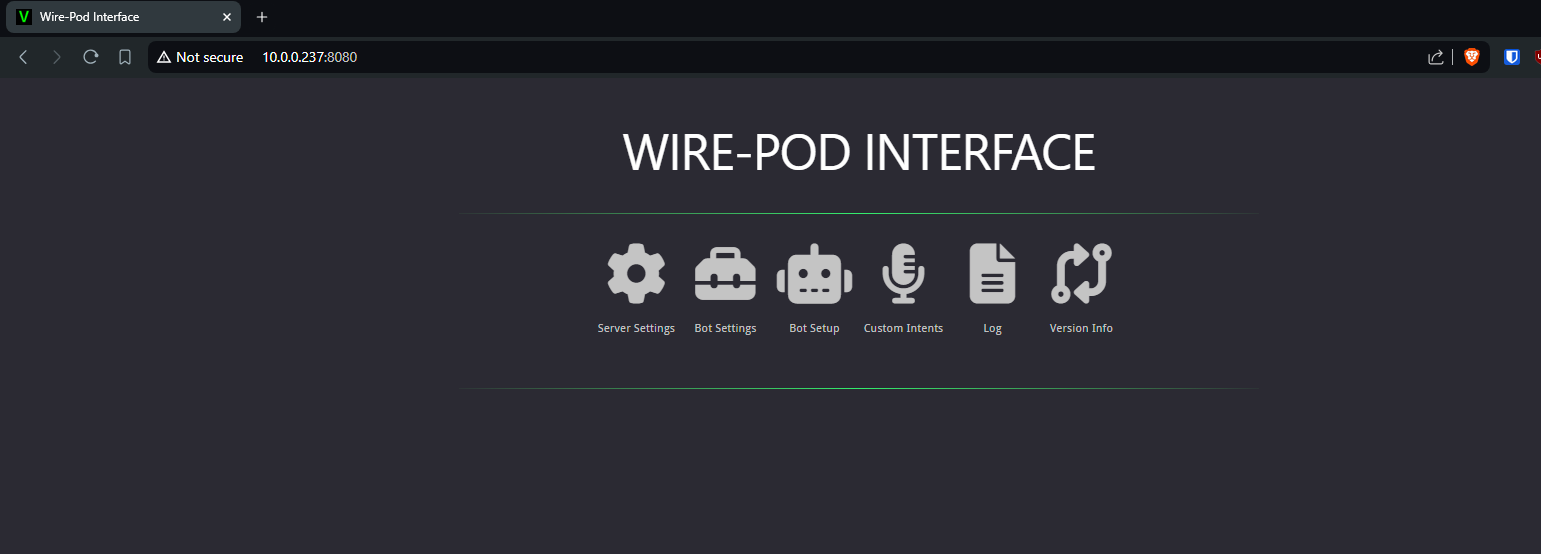 Wire-Pod Interface
Not secure 10.0.0.237:8080
WIRE-POD INTERFACE
Server Settings Bot Settings Bot Setup Custom Intents Log Version Info